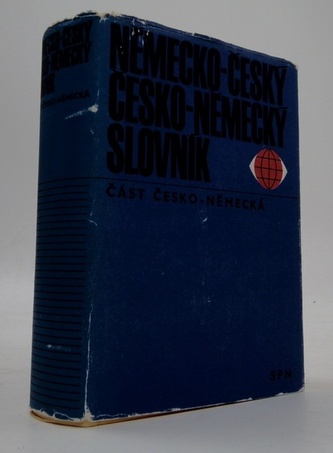 NĚMECKO-ČESKÝ
ČESKO-NĚMECKÝ
SLOVNÍK
ČÁST ČESKO-NĚMECKÁ
SPN